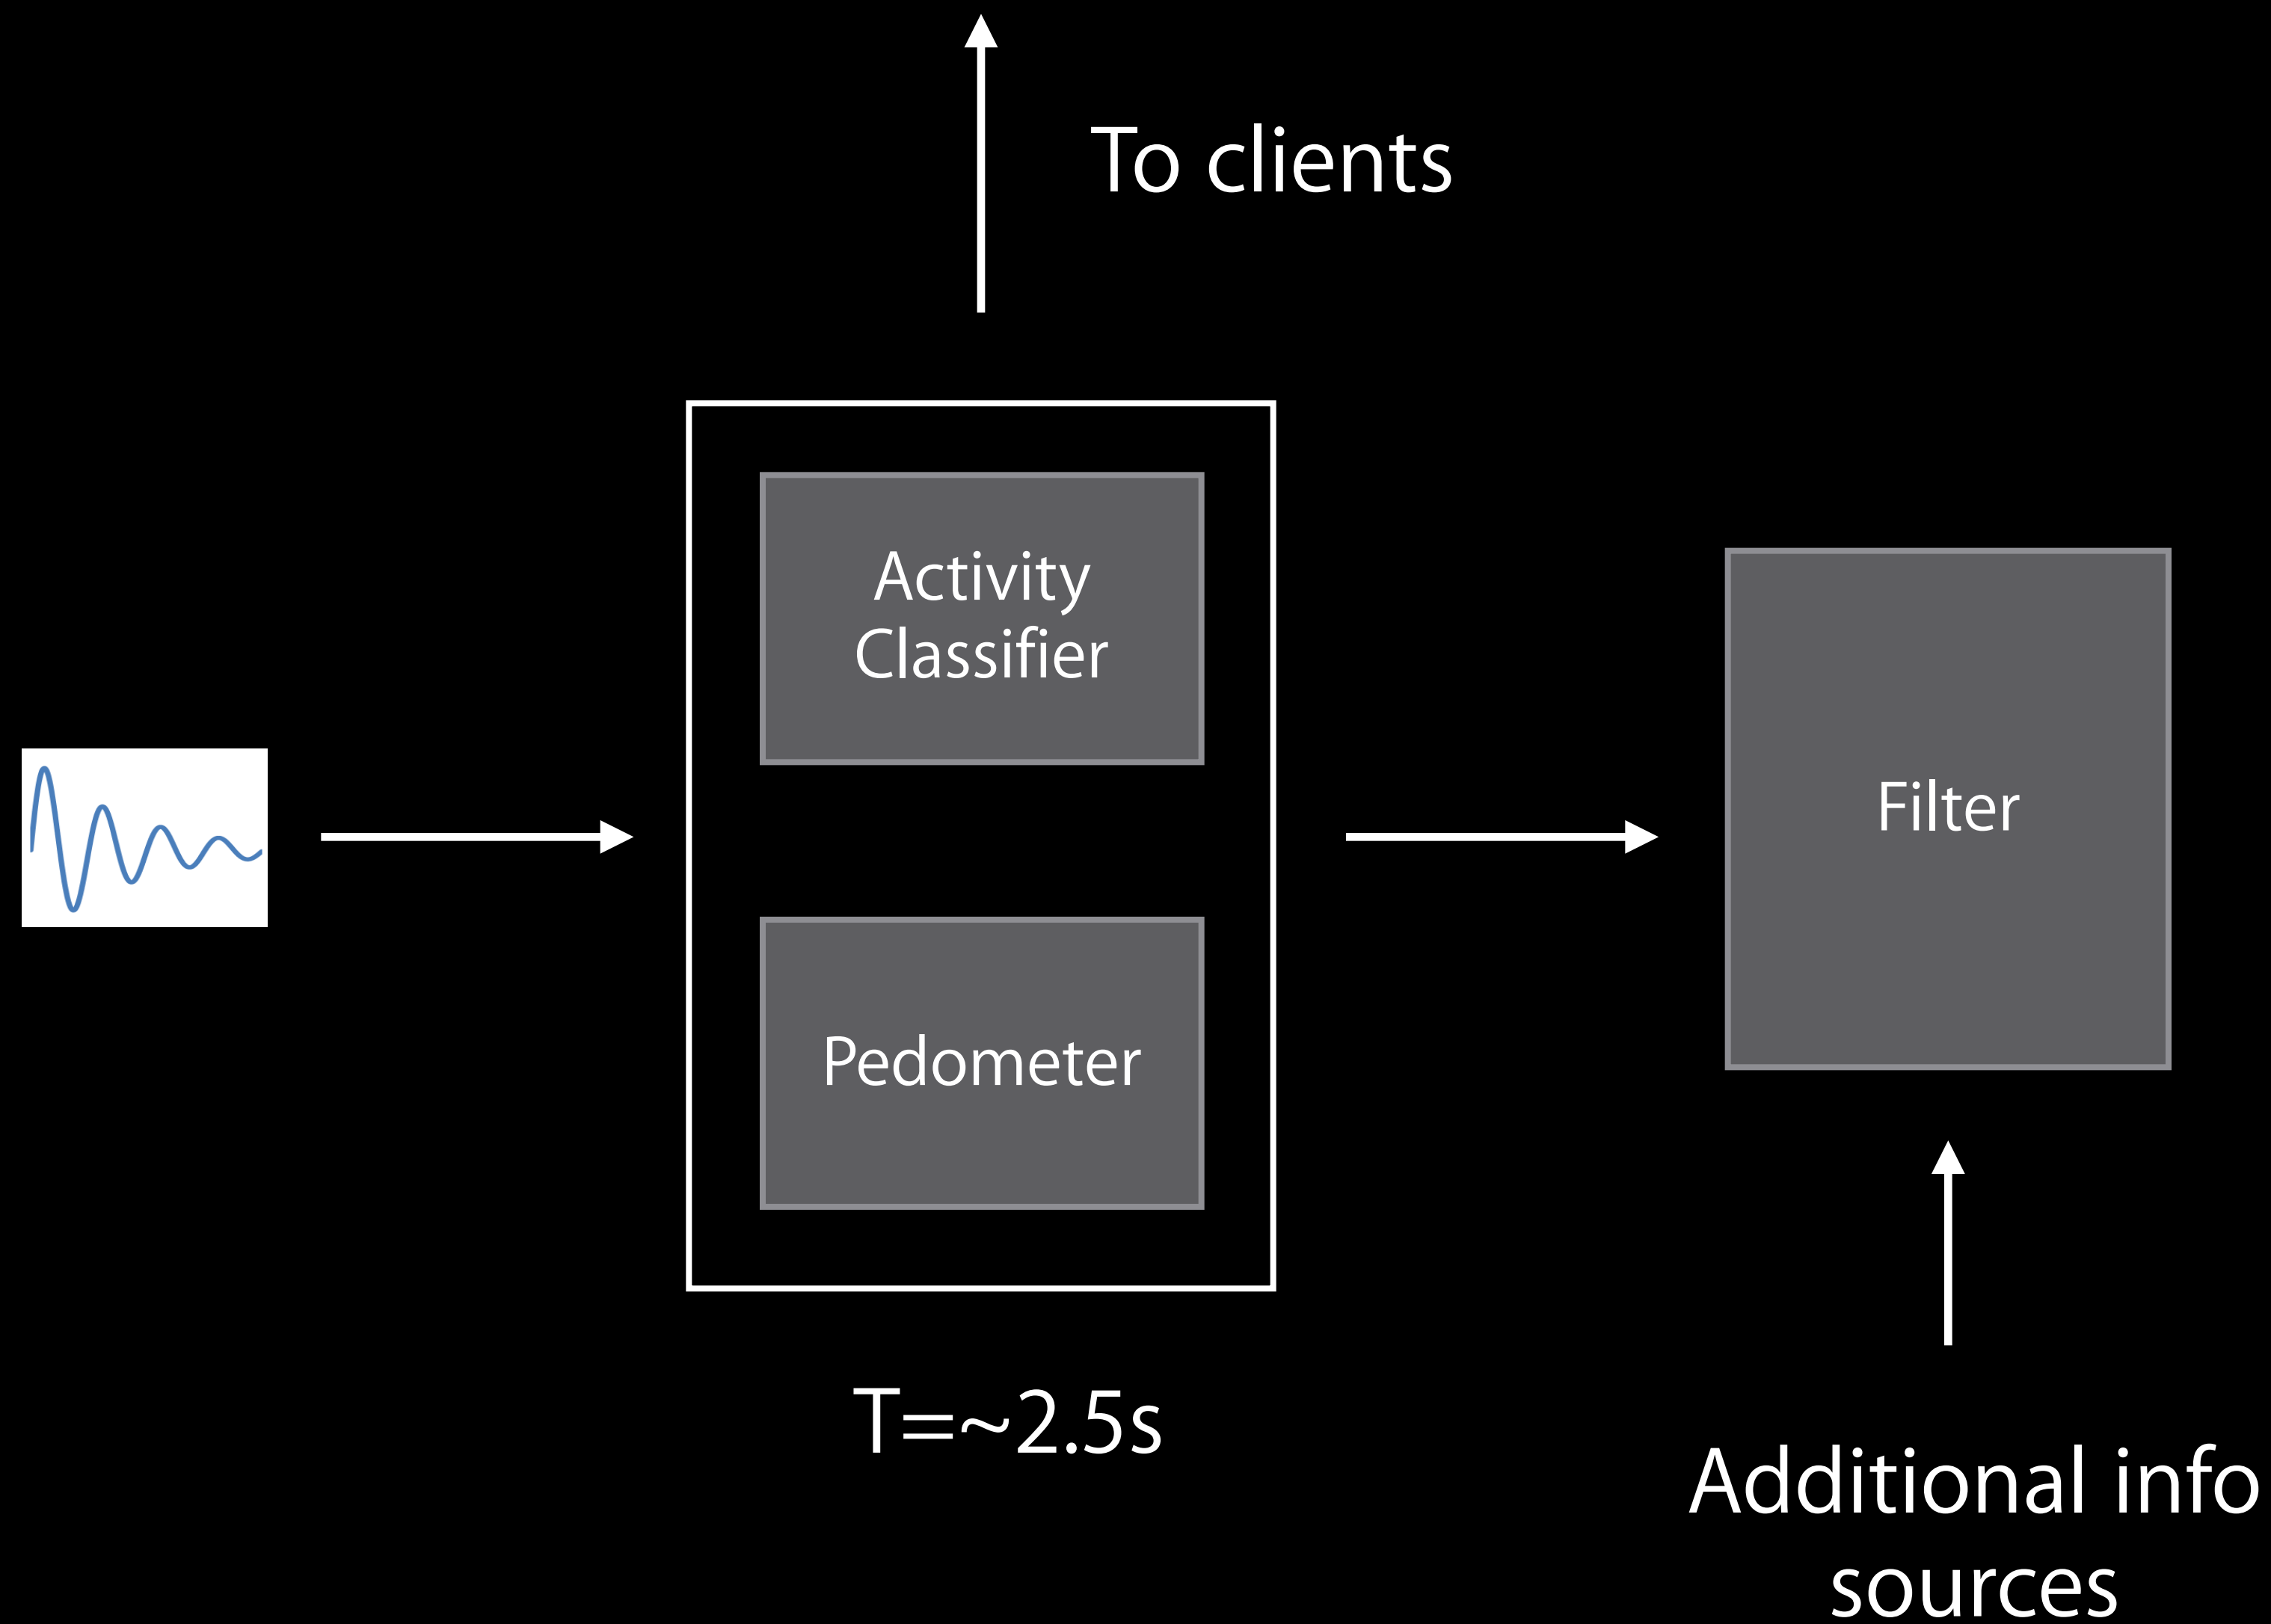 To clients
Activity
Classifier
Filter
Pedometer
T=~2.5s
Additional info
sources